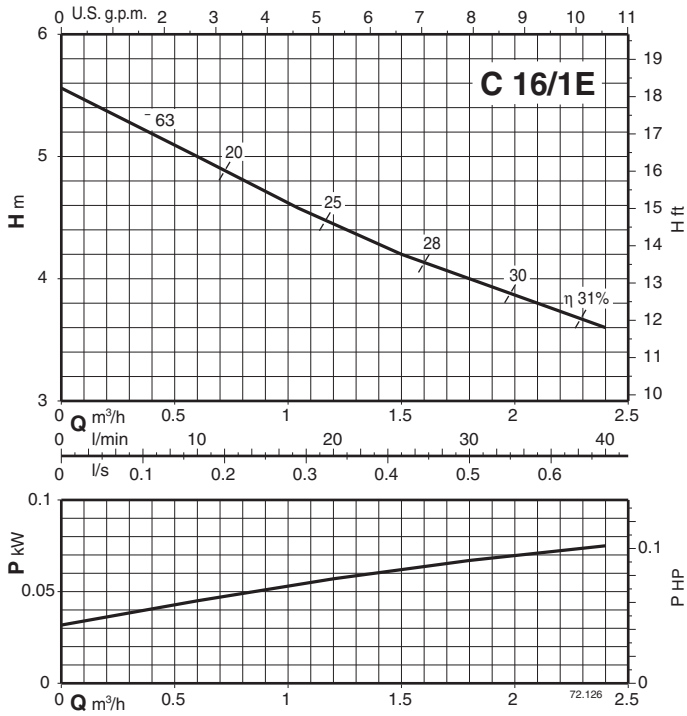 0 U.S. g.p.m. 2 3 4 5 6 7 8 9 10 11
6
5
4
3
H m
C 16/1E
63
20
25
28
30
η 31%
19
18
17
16
15
14
13
12
11
10
H ft
0 Q m³/h 0.5 1 1.5 2 2.5
0 l/min 10 20 30 40
0 l/s 0.1 0.2 0.3 0.4 0.5 0.6
0.1
0.05
0
P kW
0.1
0
P HP
72.126
0 Q m³/h 0.5 1 1.5 2 2.5